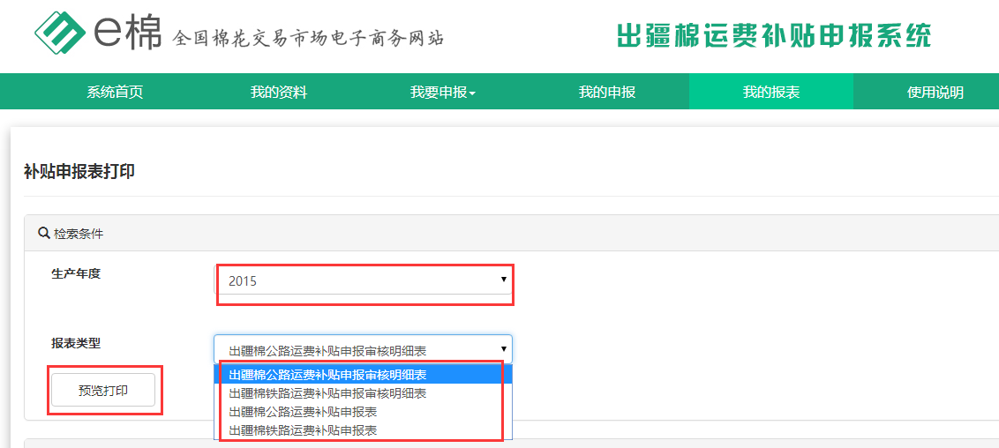 e棉 全国棉花交易市场电子商务网站
出疆棉运费补贴申报系统
系统首页 我的资料 我要申报 我的申报 我的报表 使用说明
补贴申报表打印
检索条件
生产年度 2015
报表类型 出疆棉公路运费补贴申报审核明细表
出疆棉公路运费补贴申报审核明细表
预览打印
出疆棉铁路运费补贴申报审核明细表
出疆棉公路运费补贴申报表
出疆棉铁路运费补贴申报表